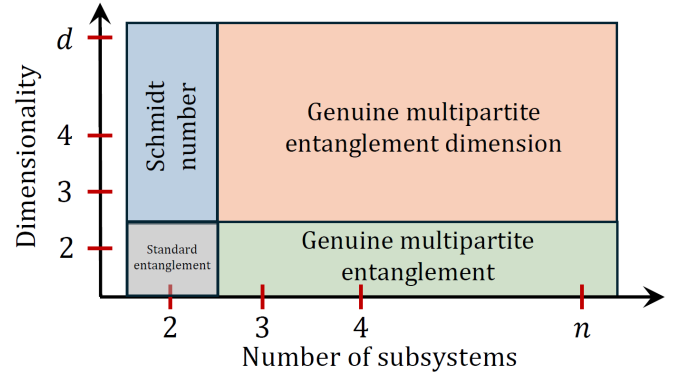 d
4
3
2
Dimensionality
Schmidt
number
Genuine multipartite
entanglement dimension
Standard
entanglement
Genuine multipartite
entanglement
2
3
4
n
Number of subsystems